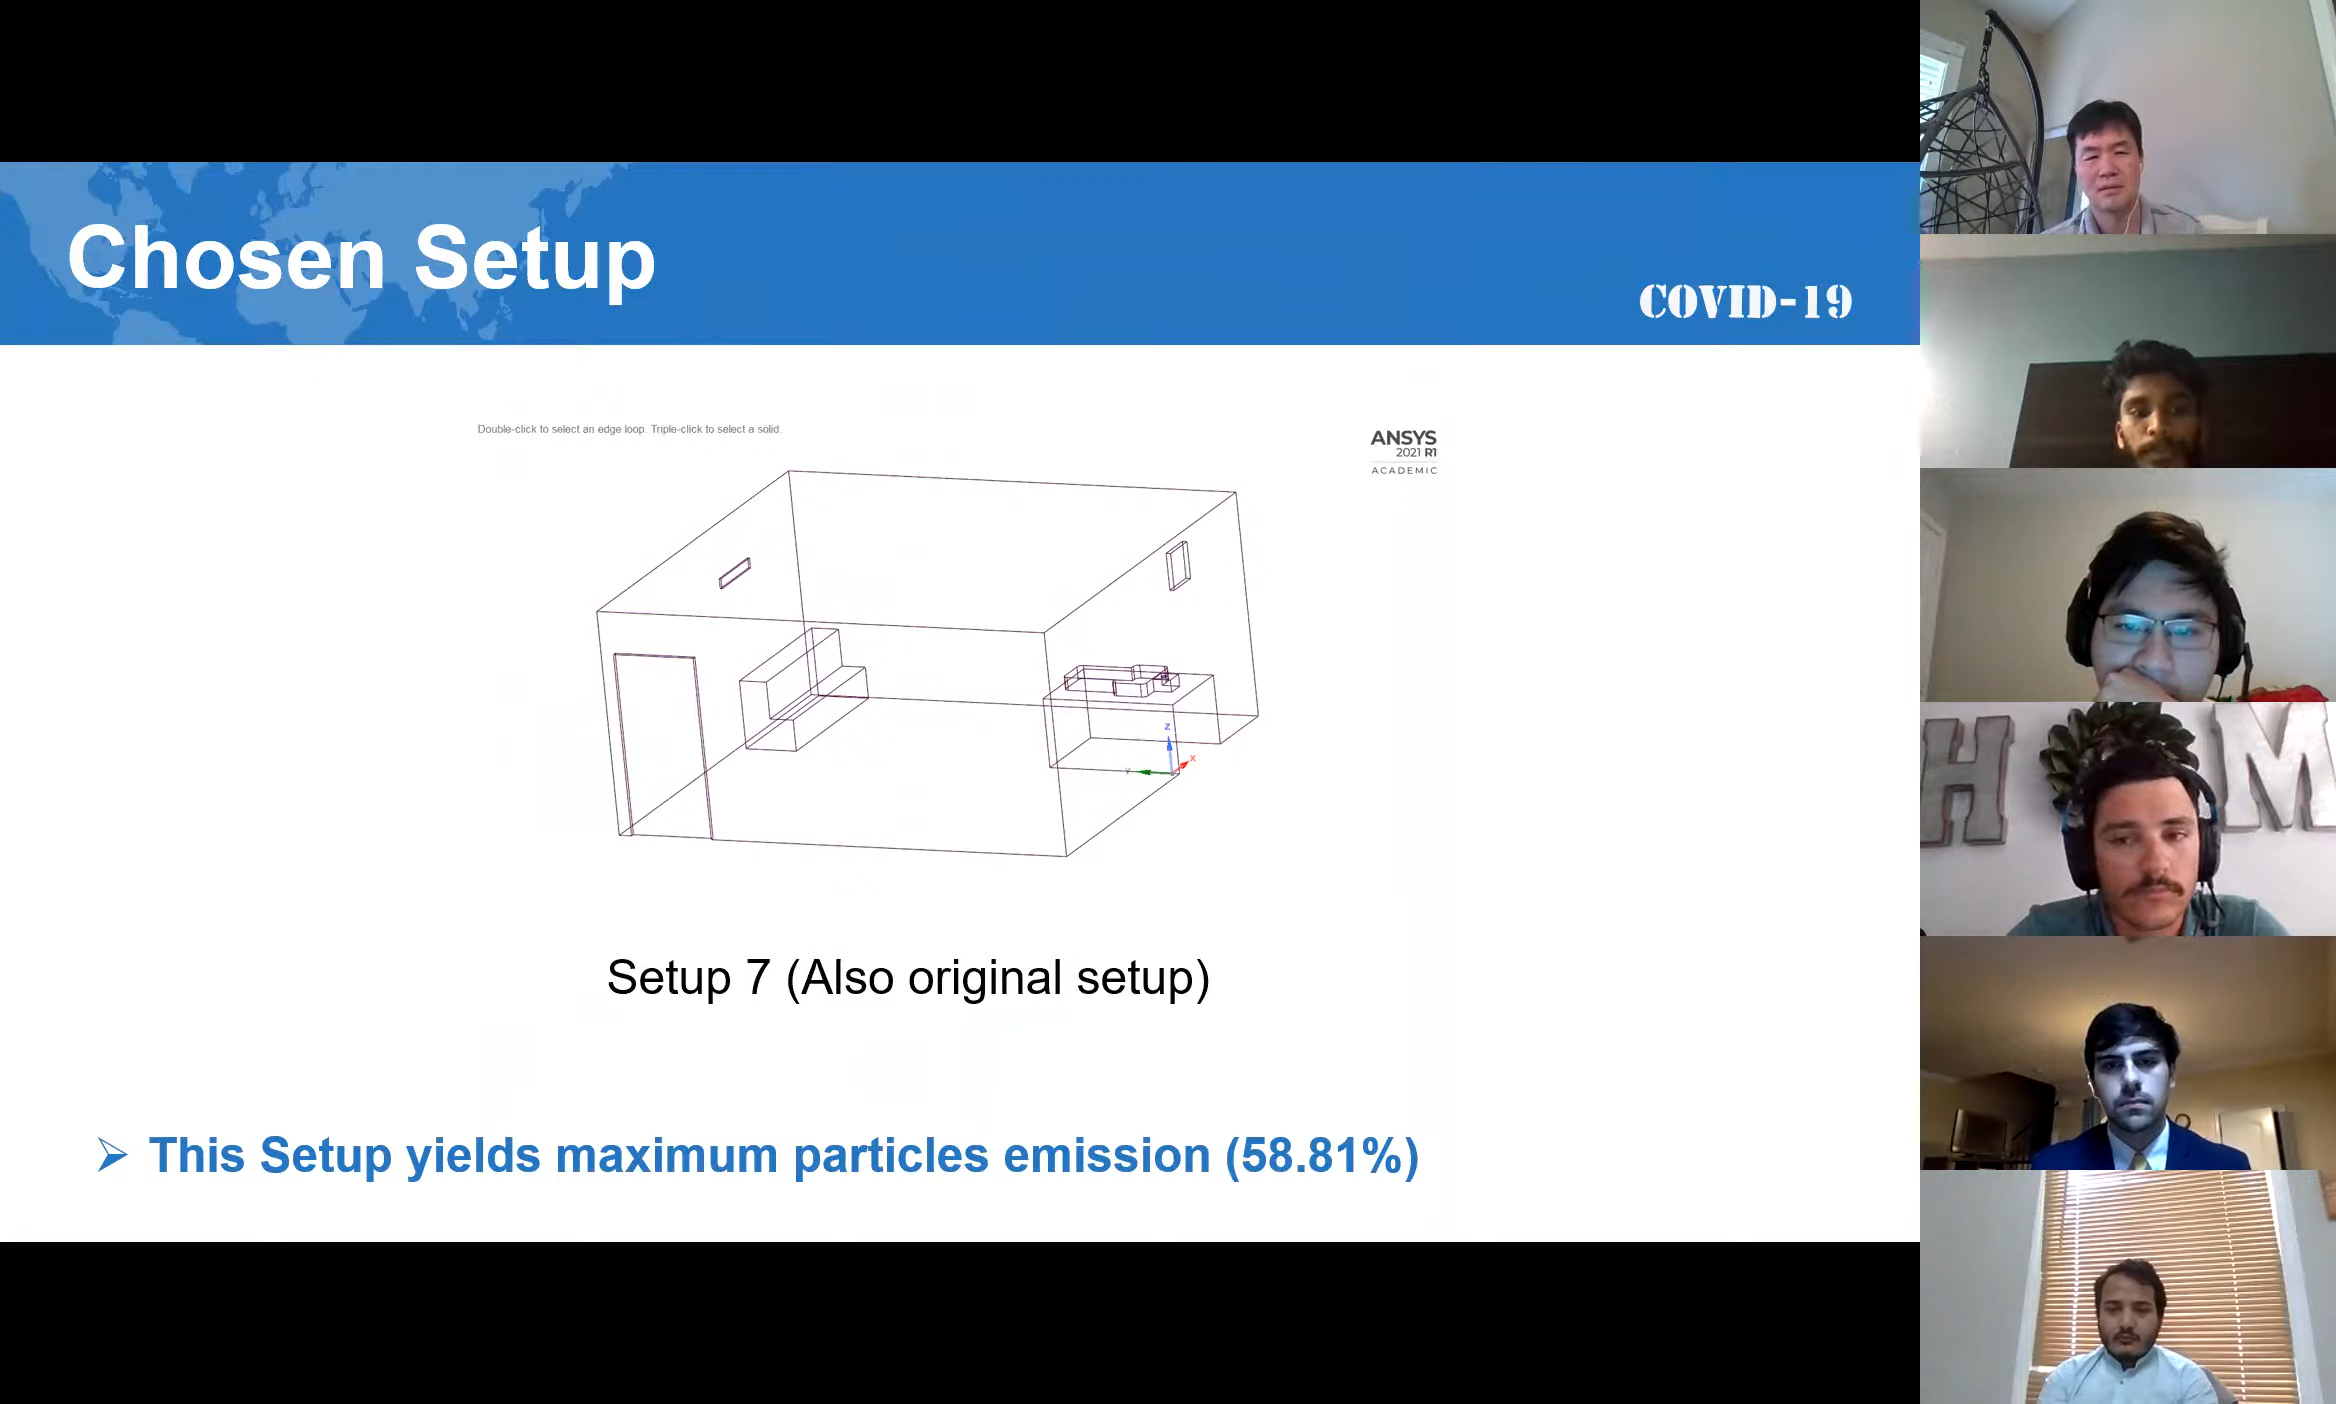 Chosen Setup
COVID-19
Double-click to select an edge loop. Triple-click to select a solid.
ANSYS
2021 R1
ACADEMIC
Z
X
Y
Setup 7 (Also original setup)
➢ This Setup yields maximum particles emission (58.81%)
H M